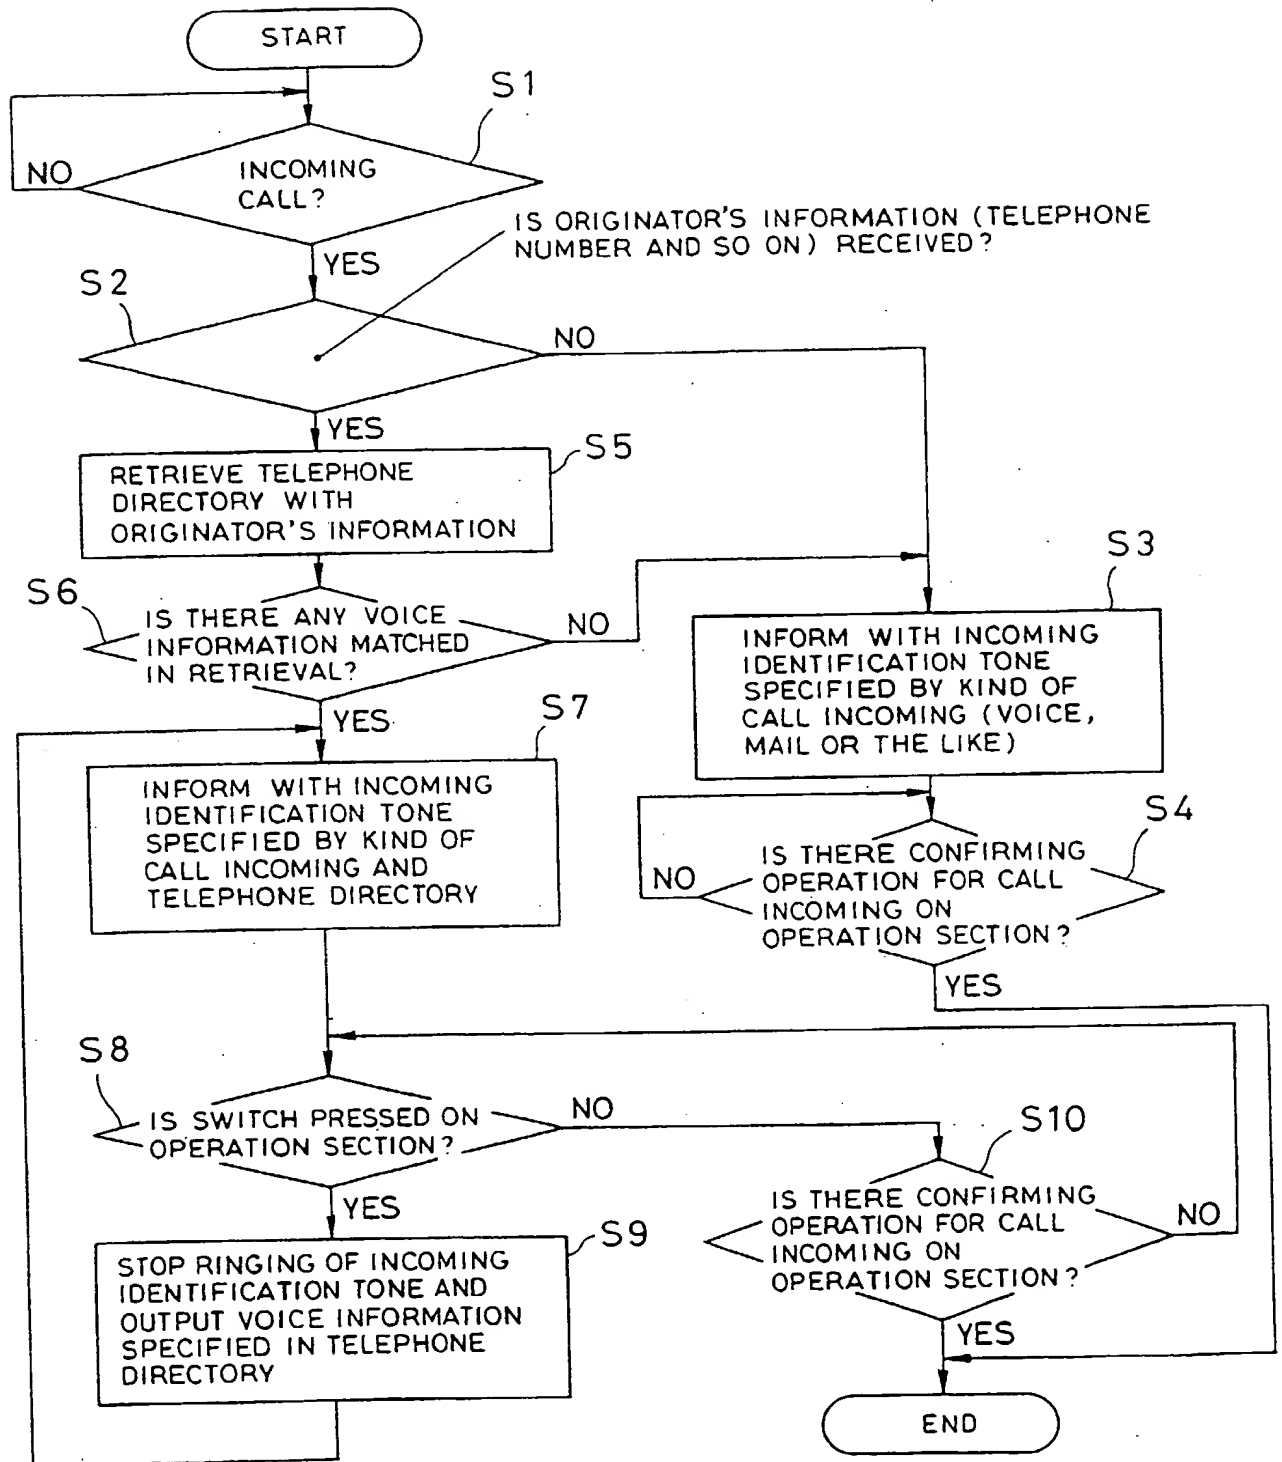 START
S1
INCOMING
CALL?
NO
YES
IS ORIGINATOR'S INFORMATION (TELEPHONE
NUMBER AND SO ON) RECEIVED?
S2
NO
YES
S5
RETRIEVE TELEPHONE
DIRECTORY WITH
ORIGINATOR'S INFORMATION
S6
IS THERE ANY VOICE
INFORMATION MATCHED
IN RETRIEVAL?
NO
YES
S3
INFORM WITH INCOMING
IDENTIFICATION TONE
SPECIFIED BY KIND OF
CALL INCOMING (VOICE,
MAIL OR THE LIKE)
S7
INFORM WITH INCOMING
IDENTIFICATION TONE
SPECIFIED BY KIND OF
CALL INCOMING AND
TELEPHONE DIRECTORY
S4
IS THERE CONFIRMING
OPERATION FOR CALL
INCOMING ON
OPERATION SECTION?
NO
YES
S8
IS SWITCH PRESSED ON
OPERATION SECTION?
NO
YES
S10
IS THERE CONFIRMING
OPERATION FOR CALL
INCOMING ON
OPERATION SECTION?
NO
YES
S9
STOP RINGING OF INCOMING
IDENTIFICATION TONE AND
OUTPUT VOICE INFORMATION
SPECIFIED IN TELEPHONE
DIRECTORY
END